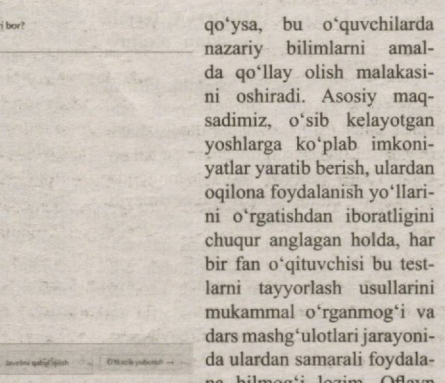 i bor?
qo‘ysa, bu o‘quvchilarda
nazariy bilimlarni amal-
da qo‘llay olish malakasi-
ni oshiradi. Asosiy maq-
sadimiz, o‘sib kelayotgan
yoshlarga ko‘plab imkoni-
yatlar yaratib berish, ulardan
oqilona foydalanish yo‘llari-
ni o‘rgatishdan iboratligini
chuqur anglagan holda, har
bir fan o‘qituvchisi bu test-
larni tayyorlash usullarini
mukammal o‘rganmog‘i va
dars mashg‘ulotlari jarayoni-
da ulardan samarali foydala-
na bilmog‘i lozim.